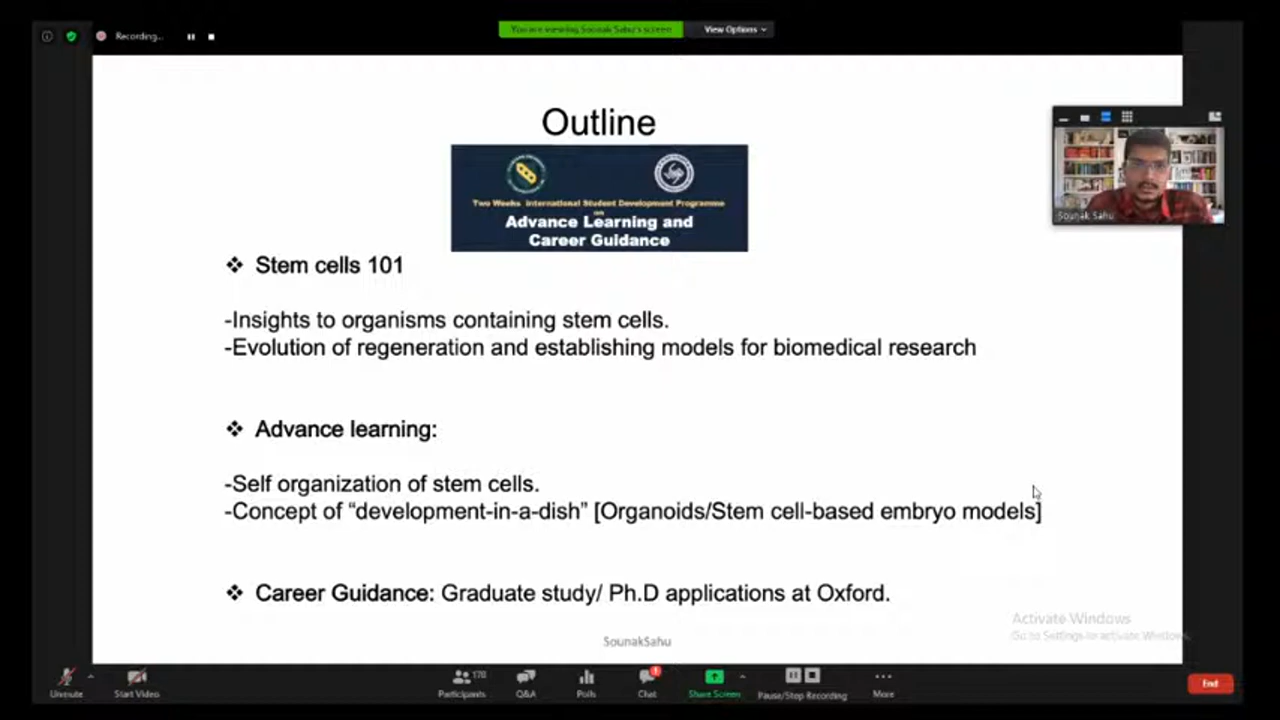 Recording...
You are viewing Sounak Sahu's screen
View Options
Outline
Two Weeks International Student Development Programme
on
Advance Learning and
Career Guidance
Sounak Sahu
❖ Stem cells 101
-Insights to organisms containing stem cells.
-Evolution of regeneration and establishing models for biomedical research
❖ Advance learning:
-Self organization of stem cells.
-Concept of “development-in-a-dish” [Organoids/Stem cell-based embryo models]
❖ Career Guidance: Graduate study/ Ph.D applications at Oxford.
Activate Windows
Go to Settings to activate Windows.
SounakSahu
Unmute
Start Video
Participants
178
Q&A
Polls
Chat
1
Share Screen
Pause/Stop Recording
More
End